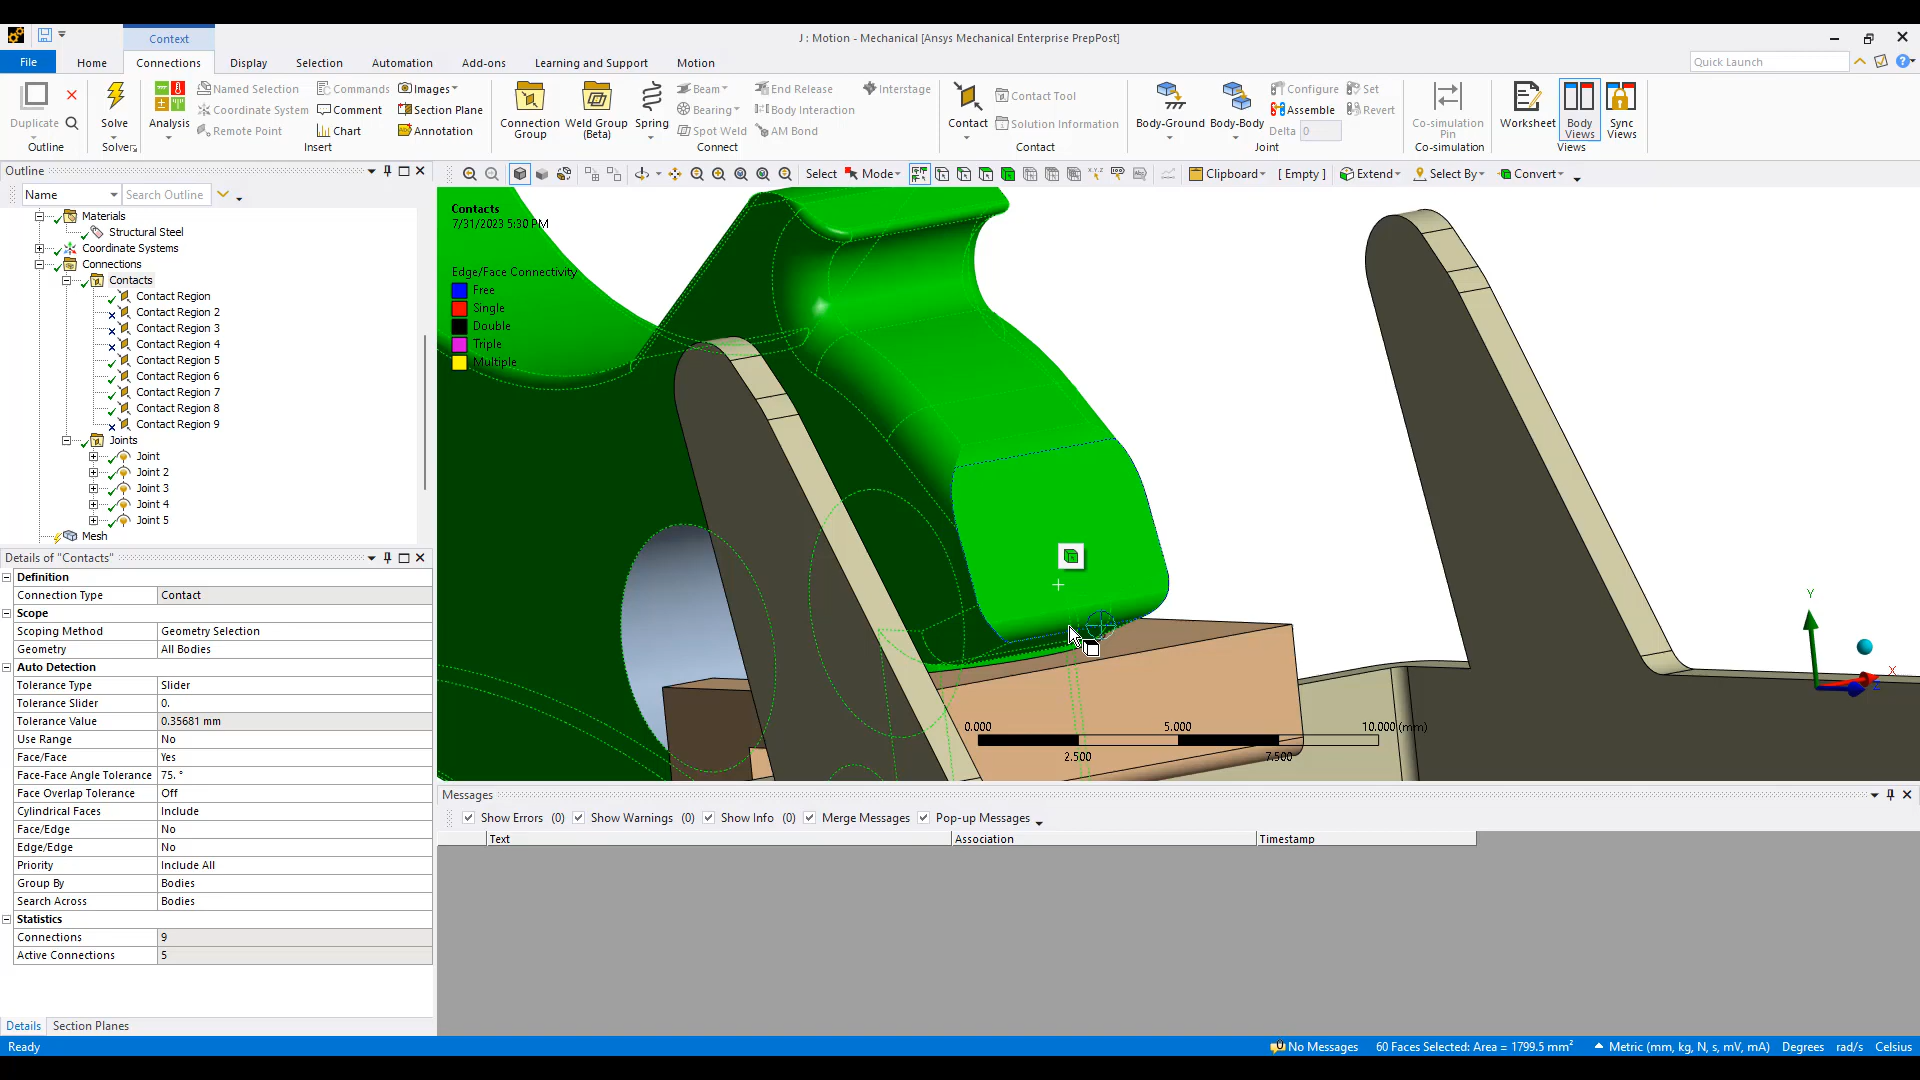 Context
J : Motion - Mechanical [Ansys Mechanical Enterprise PrepPost]
File Home Connections Display Selection Automation Add-ons Learning and Support Motion Quick Launch
Duplicate
Outline
Solve
Solver
Analysis
Named Selection Commands Images
Coordinate System Comment Section Plane
Remote Point Chart Annotation
Insert
Connection Group
Weld Group (Beta)
Spring
Beam End Release Interstage
Bearing Body Interaction
Spot Weld AM Bond
Connect
Contact
Contact Tool
Solution Information
Contact
Body-Ground
Body-Body
Configure Set
Assemble Revert
Delta 0
Joint
Co-simulation Pin
Co-simulation
Worksheet
Body Views
Sync Views
Views
Outline
Name Search Outline
Select Mode Clipboard [ Empty ] Extend Select By Convert
Materials
Structural Steel
Coordinate Systems
Connections
Contacts
Contact Region
Contact Region 2
Contact Region 3
Contact Region 4
Contact Region 5
Contact Region 6
Contact Region 7
Contact Region 8
Contact Region 9
Joints
Joint
Joint 2
Joint 3
Joint 4
Joint 5
Mesh
Contacts
7/31/2023 5:30 PM
Edge/Face Connectivity
Free
Single
Double
Triple
Multiple
Y
X
Z
0.000 5.000 10.000 (mm)
2.500 7.500
Details of "Contacts"
Definition
Connection Type Contact
Scope
Scoping Method Geometry Selection
Geometry All Bodies
Auto Detection
Tolerance Type Slider
Tolerance Slider 0.
Tolerance Value 0.35681 mm
Use Range No
Face/Face Yes
Face-Face Angle Tolerance 75. °
Face Overlap Tolerance Off
Cylindrical Faces Include
Face/Edge No
Edge/Edge No
Priority Include All
Group By Bodies
Search Across Bodies
Statistics
Connections 9
Active Connections 5
Details Section Planes
Messages
Show Errors (0) Show Warnings (0) Show Info (0) Merge Messages Pop-up Messages
Text Association Timestamp
Ready No Messages 60 Faces Selected: Area = 1799.5 mm² Metric (mm, kg, N, s, mV, mA) Degrees rad/s Celsius